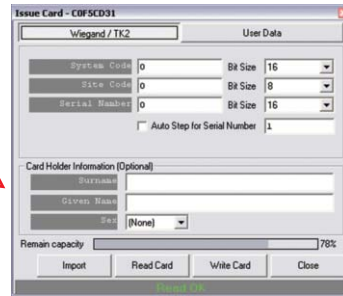 Issue Card - C0F5CD31
Wiegand / TK2 User Data
System Code 0 Bit Size 16
Site Code 0 Bit Size 8
Serial Number 0 Bit Size 16
Auto Step for Serial Number 1
Card Holder Information (Optional)
Surname
Given Name
Sex (None)
Remain capacity 78%
Import Read Card Write Card Close
Read OK